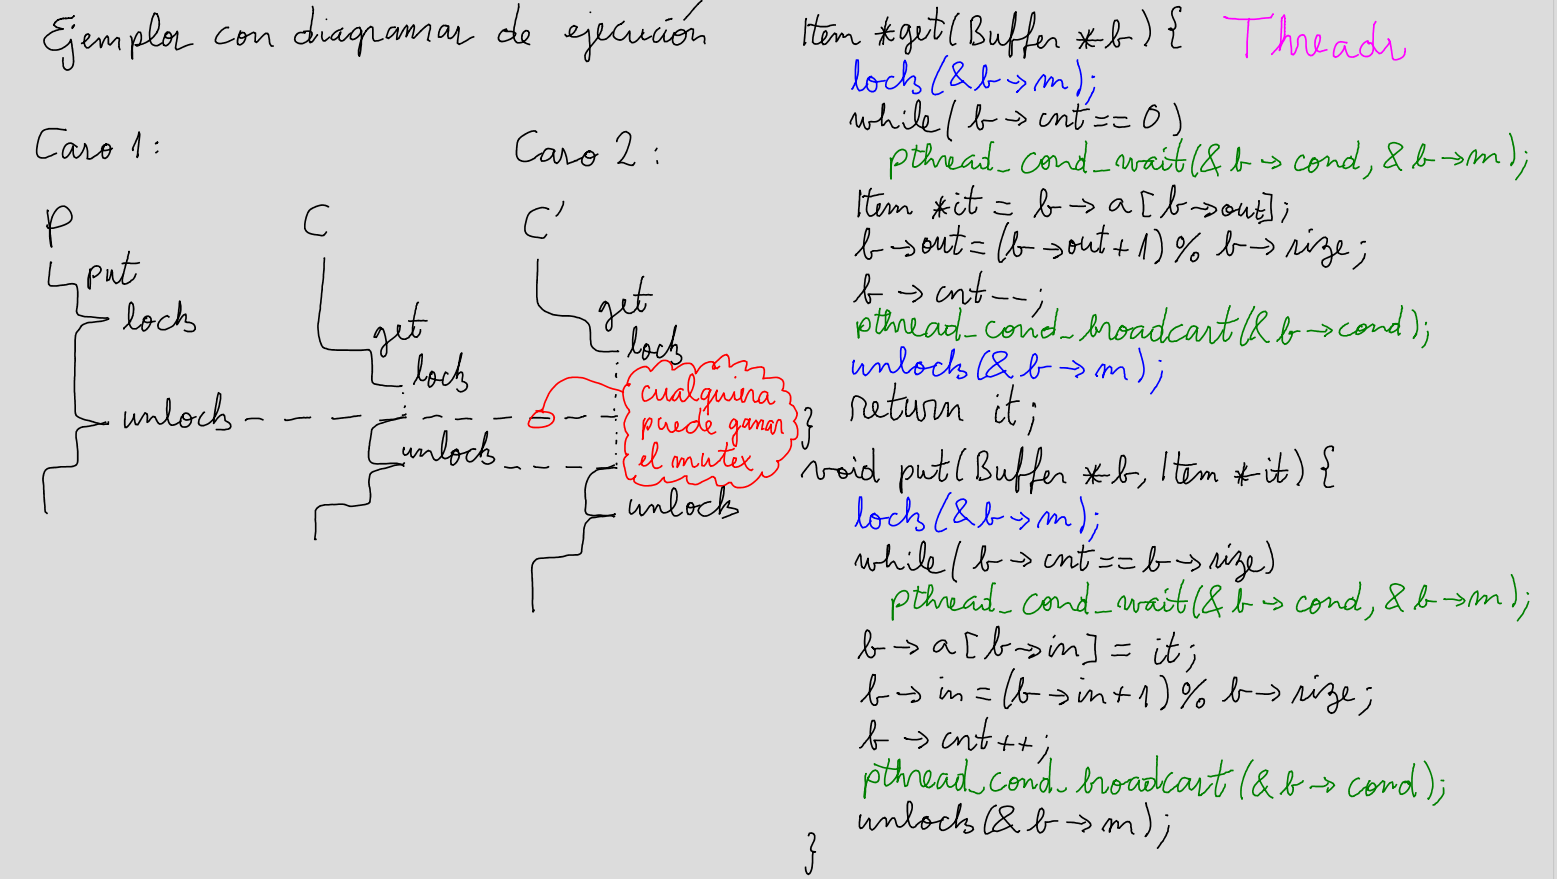 Ejemplos con diagramas de ejecución
Caso 1:
Caso 2:
P
C
C'
put
lock
unlock
get
lock
unlock
get
lock
unlock
cualquiera
puede ganar
el mutex
Threads
Item *get(Buffer *b) {
lock(&b→m);
while(b→cnt==0)
pthread_cond_wait(&b→cond, &b→m);
Item *it = b→a[b→out];
b→out=(b→out+1)% b→size;
b→cnt--;
pthread_cond_broadcast(&b→cond);
unlock(&b→m);
return it;
}
void put(Buffer *b, Item *it) {
lock(&b→m);
while(b→cnt==b→size)
pthread_cond_wait(&b→cond, &b→m);
b→a[b→in] = it;
b→in=(b→in+1)% b→size;
b→cnt++;
pthread_cond_broadcast(&b→cond);
unlock(&b→m);
}